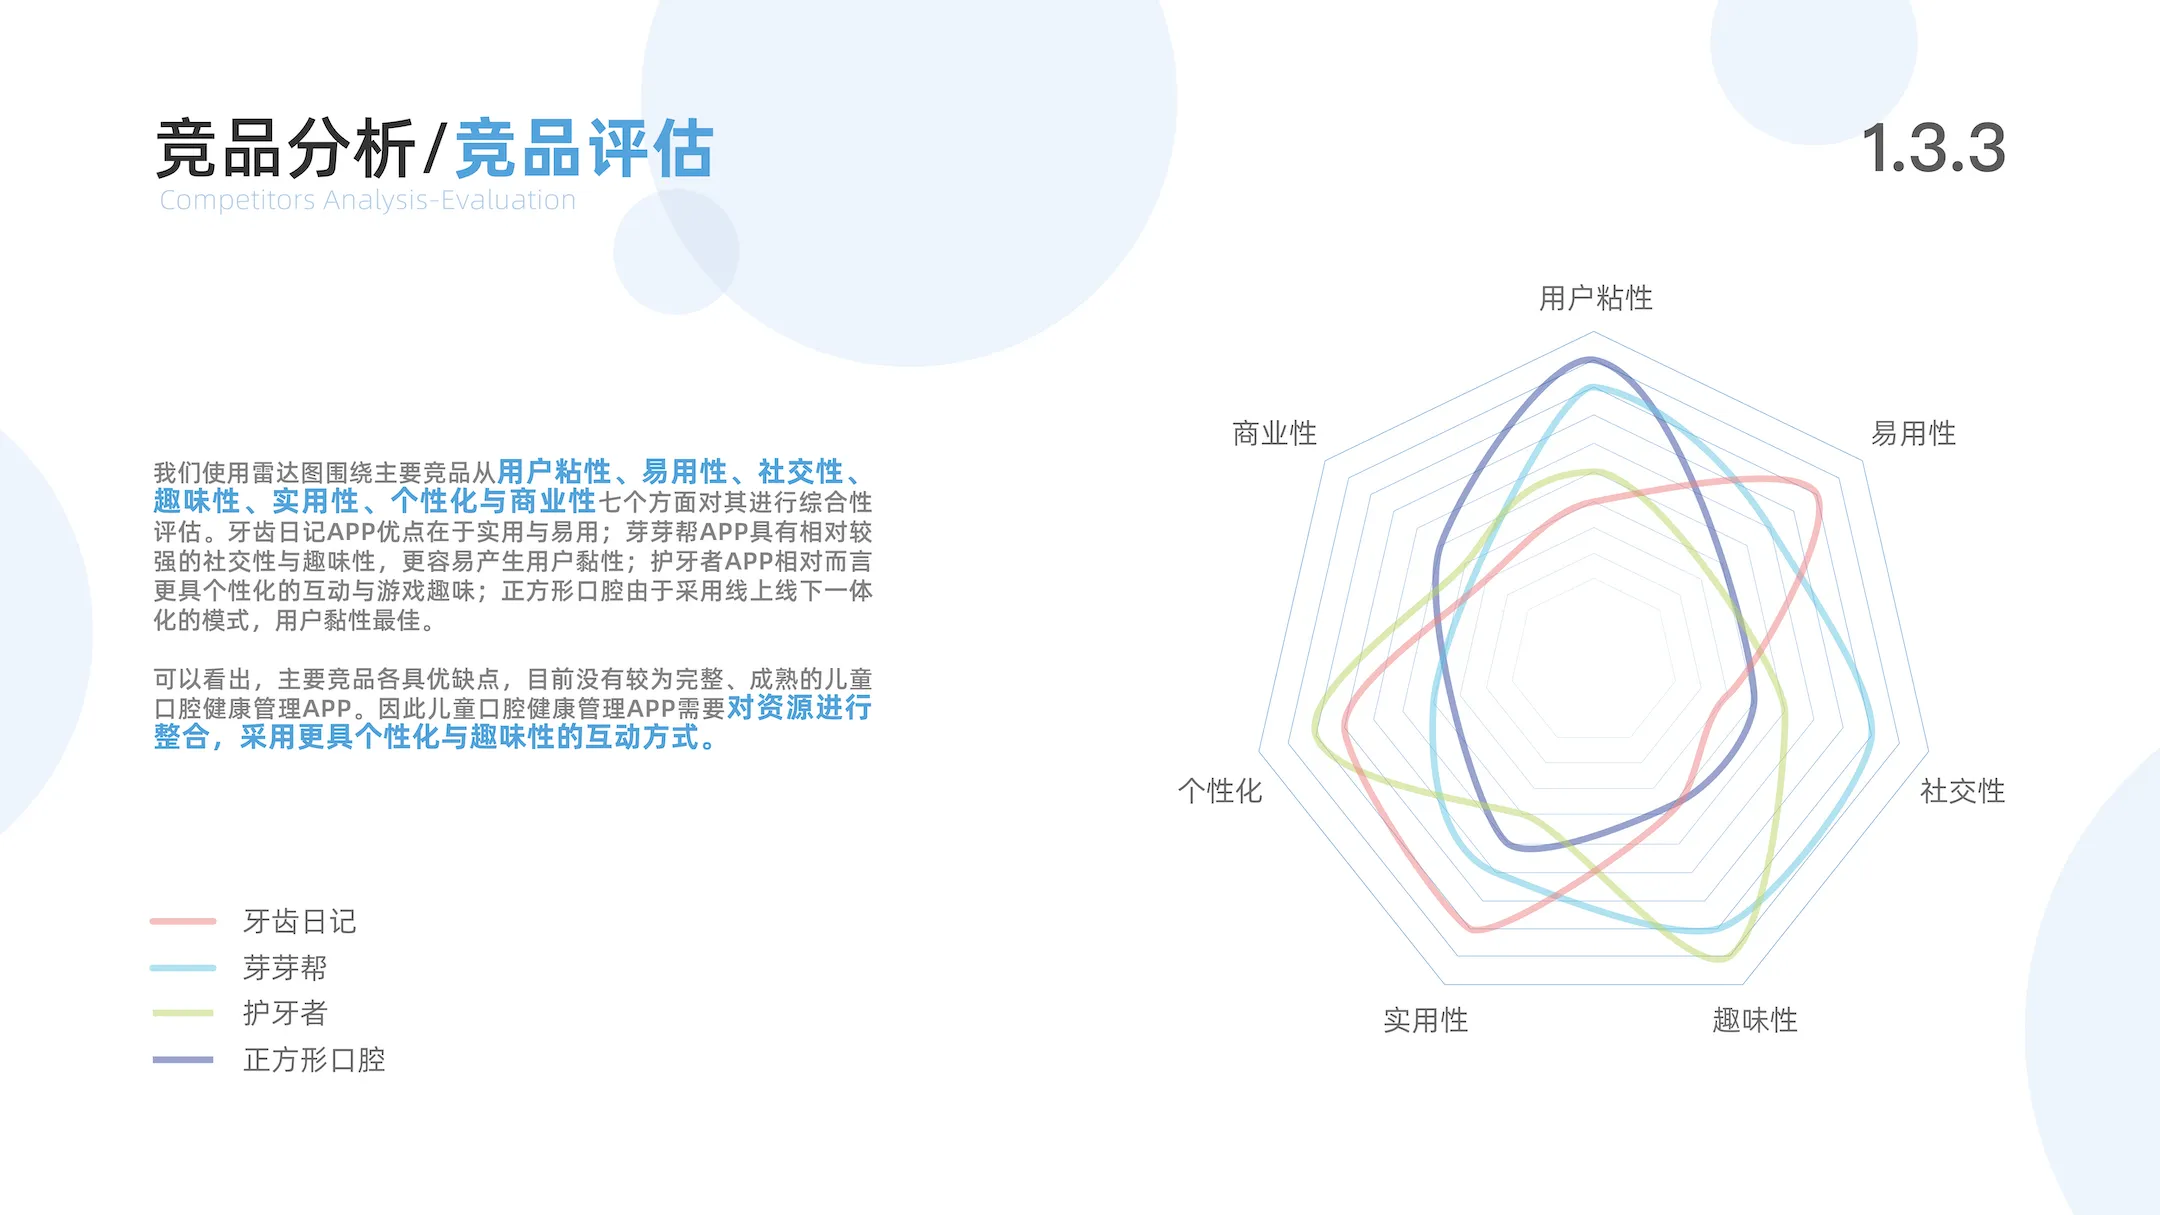 竞品分析/竞品评估
Competitors Analysis-Evaluation
1.3.3
我们使用雷达图围绕主要竞品从用户粘性、易用性、社交性、
趣味性、实用性、个性化与商业性七个方面对其进行综合性
评估。牙齿日记APP优点在于实用与易用；芽芽帮APP具有相对较
强的社交性与趣味性，更容易产生用户黏性；护牙者APP相对而言
更具个性化的互动与游戏趣味；正方形口腔由于采用线上线下一体
化的模式，用户黏性最佳。
可以看出，主要竞品各具优缺点，目前没有较为完整、成熟的儿童
口腔健康管理APP。因此儿童口腔健康管理APP需要对资源进行
整合，采用更具个性化与趣味性的互动方式。
牙齿日记
芽芽帮
护牙者
正方形口腔
用户粘性
商业性
易用性
个性化
社交性
实用性
趣味性